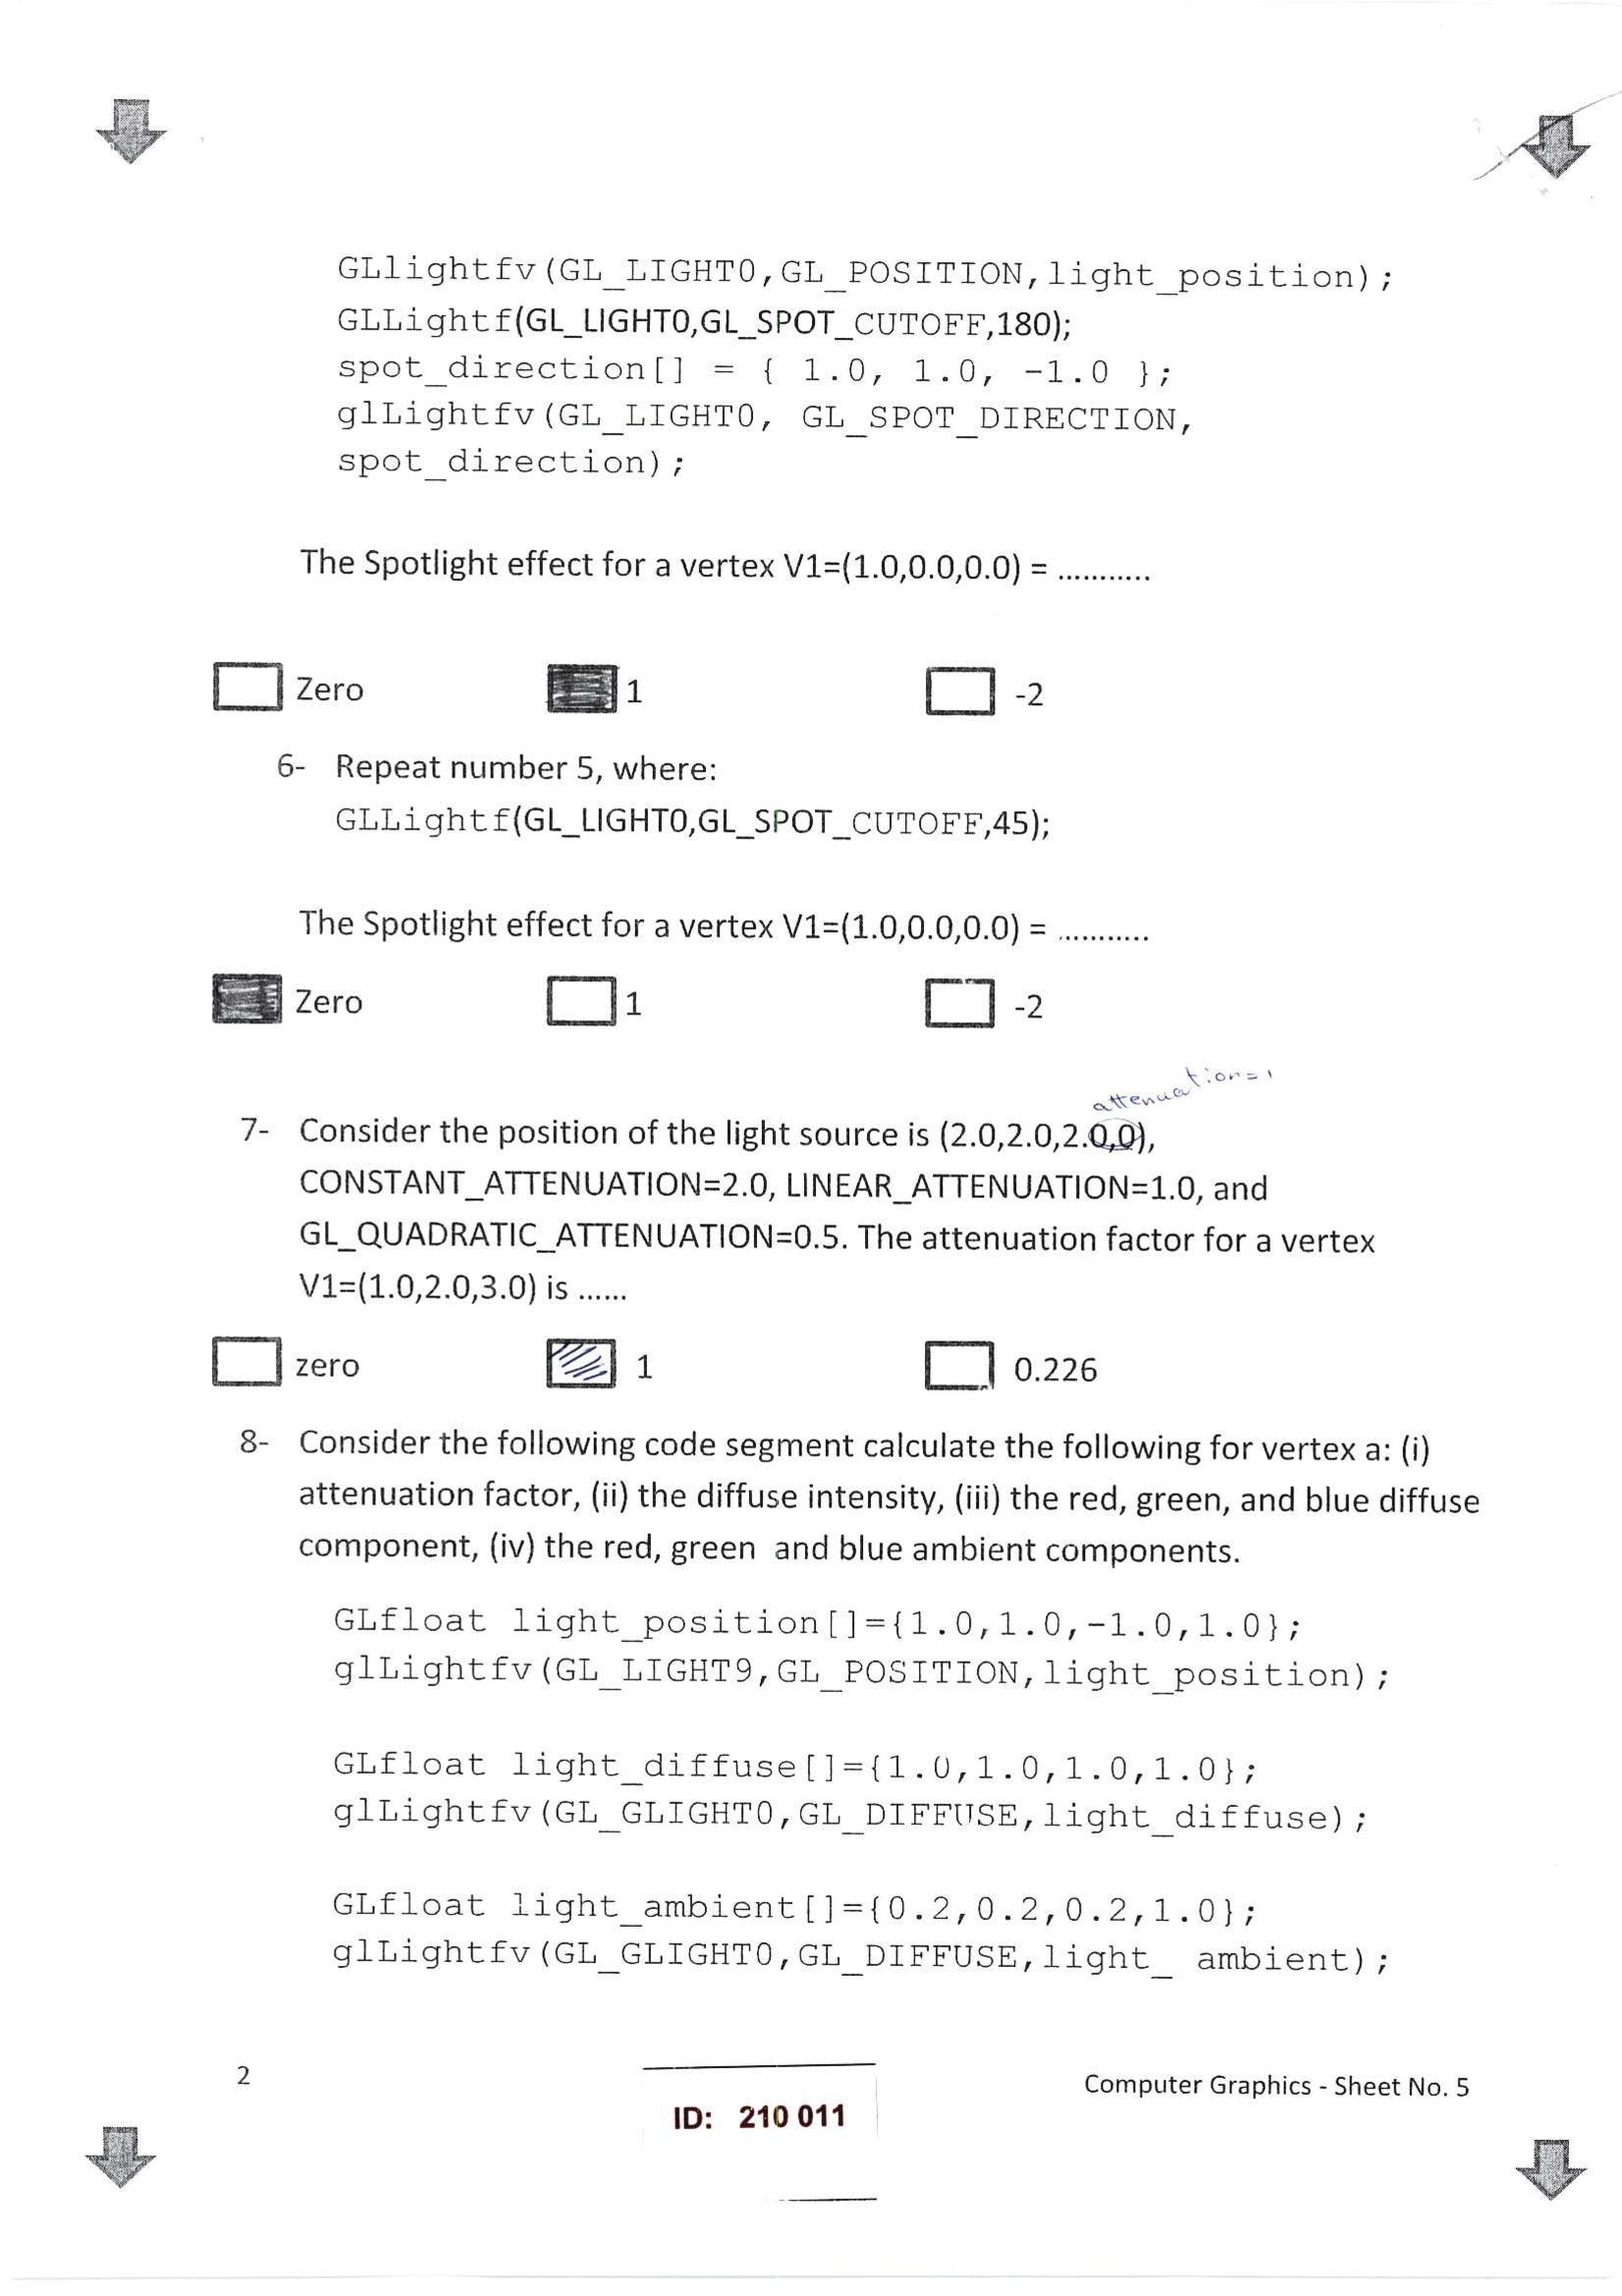 GLlightfv(GL_LIGHT0,GL_POSITION,light_position);
GLLightf(GL_LIGHT0,GL_SPOT_CUTOFF,180);
spot_direction[] = { 1.0, 1.0, -1.0 };
glLightfv(GL_LIGHT0, GL_SPOT_DIRECTION,
spot_direction);
The Spotlight effect for a vertex V1=(1.0,0.0,0.0) = ...........
Zero 1 -2
6- Repeat number 5, where:
GLLightf(GL_LIGHT0,GL_SPOT_CUTOFF,45);
The Spotlight effect for a vertex V1=(1.0,0.0,0.0) = ...........
Zero 1 -2
attenuation=1
7- Consider the position of the light source is (2.0,2.0,2.0,0),
CONSTANT_ATTENUATION=2.0, LINEAR_ATTENUATION=1.0, and
GL_QUADRATIC_ATTENUATION=0.5. The attenuation factor for a vertex
V1=(1.0,2.0,3.0) is ......
zero 1 0.226
8- Consider the following code segment calculate the following for vertex a: (i)
attenuation factor, (ii) the diffuse intensity, (iii) the red, green, and blue diffuse
component, (iv) the red, green and blue ambient components.
GLfloat light_position[]={1.0,1.0,-1.0,1.0};
glLightfv(GL_LIGHT9,GL_POSITION,light_position);
GLfloat light_diffuse[]={1.0,1.0,1.0,1.0};
glLightfv(GL_GLIGHT0,GL_DIFFUSE,light_diffuse);
GLfloat light_ambient[]={0.2,0.2,0.2,1.0};
glLightfv(GL_GLIGHT0,GL_DIFFUSE,light_ ambient);
2
Computer Graphics - Sheet No. 5
ID: 210 011